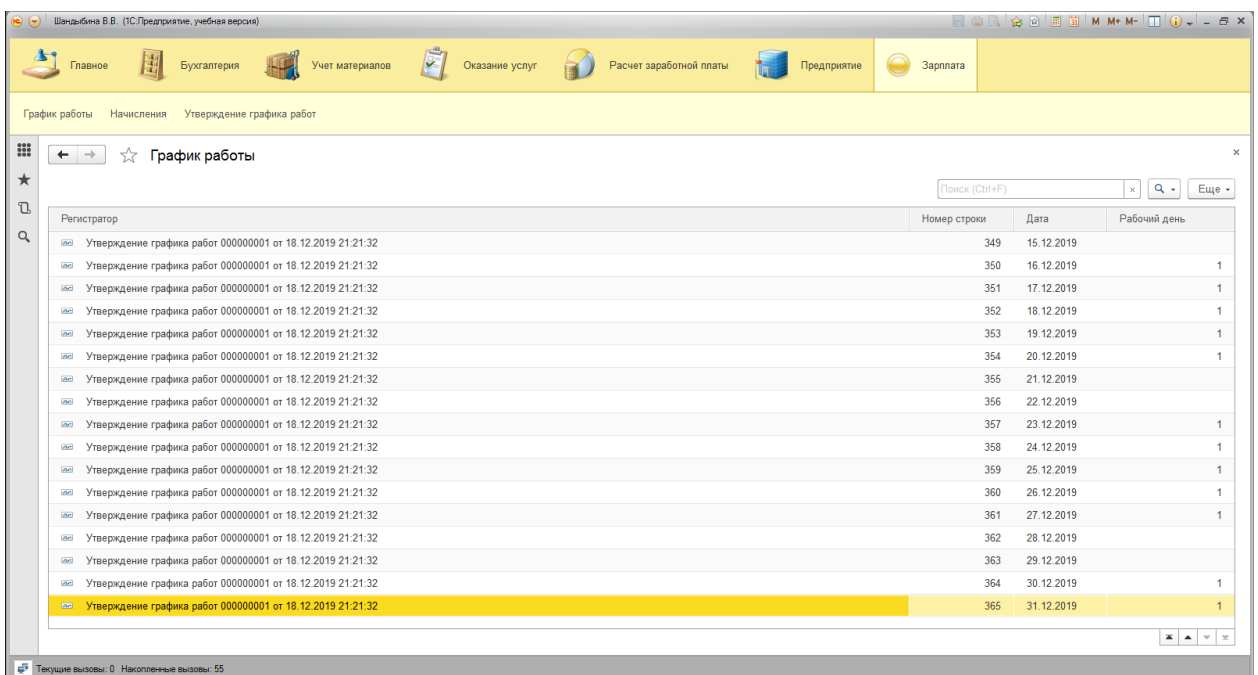 Шандыбина В.В. (1С:Предприятие, учебная версия) M M+ M-
Главное Бухгалтерия Учет материалов Оказание услуг Расчет заработной платы Предприятие Зарплата
График работы Начисления Утверждение графика работ
График работы
Поиск (Ctrl+F) Еще
Регистратор Номер строки Дата Рабочий день
Утверждение графика работ 000000001 от 18.12.2019 21:21:32 349 15.12.2019
Утверждение графика работ 000000001 от 18.12.2019 21:21:32 350 16.12.2019 1
Утверждение графика работ 000000001 от 18.12.2019 21:21:32 351 17.12.2019 1
Утверждение графика работ 000000001 от 18.12.2019 21:21:32 352 18.12.2019 1
Утверждение графика работ 000000001 от 18.12.2019 21:21:32 353 19.12.2019 1
Утверждение графика работ 000000001 от 18.12.2019 21:21:32 354 20.12.2019 1
Утверждение графика работ 000000001 от 18.12.2019 21:21:32 355 21.12.2019
Утверждение графика работ 000000001 от 18.12.2019 21:21:32 356 22.12.2019
Утверждение графика работ 000000001 от 18.12.2019 21:21:32 357 23.12.2019 1
Утверждение графика работ 000000001 от 18.12.2019 21:21:32 358 24.12.2019 1
Утверждение графика работ 000000001 от 18.12.2019 21:21:32 359 25.12.2019 1
Утверждение графика работ 000000001 от 18.12.2019 21:21:32 360 26.12.2019 1
Утверждение графика работ 000000001 от 18.12.2019 21:21:32 361 27.12.2019 1
Утверждение графика работ 000000001 от 18.12.2019 21:21:32 362 28.12.2019
Утверждение графика работ 000000001 от 18.12.2019 21:21:32 363 29.12.2019
Утверждение графика работ 000000001 от 18.12.2019 21:21:32 364 30.12.2019 1
Утверждение графика работ 000000001 от 18.12.2019 21:21:32 365 31.12.2019 1
Текущие вызовы: 0 Накопленные вызовы: 55